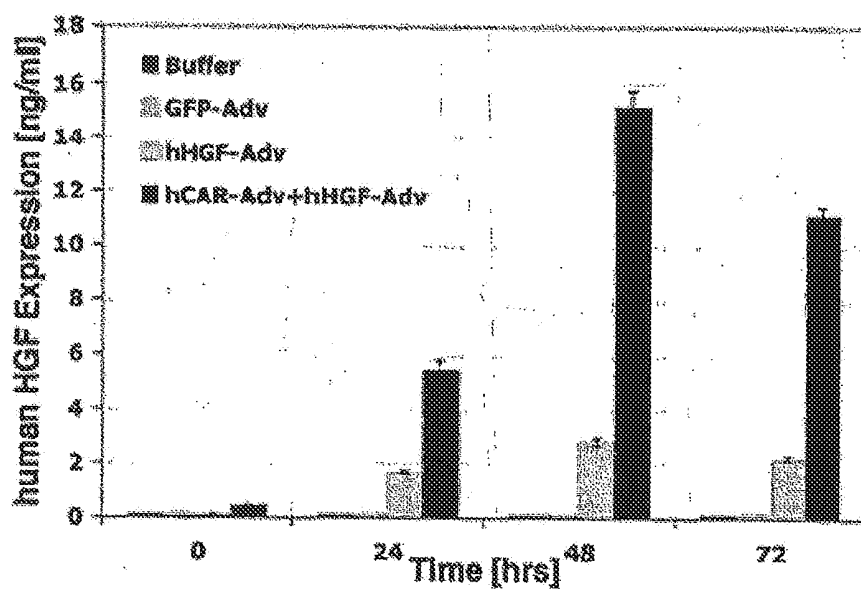 human HGF Expression [ng/ml]
18
16
14
12
10
8
6
4
2
0
Buffer
GFP-Adv
hHGF-Adv
hCAR-Adv+hHGF-Adv
0 24 48 72
Time [hrs]